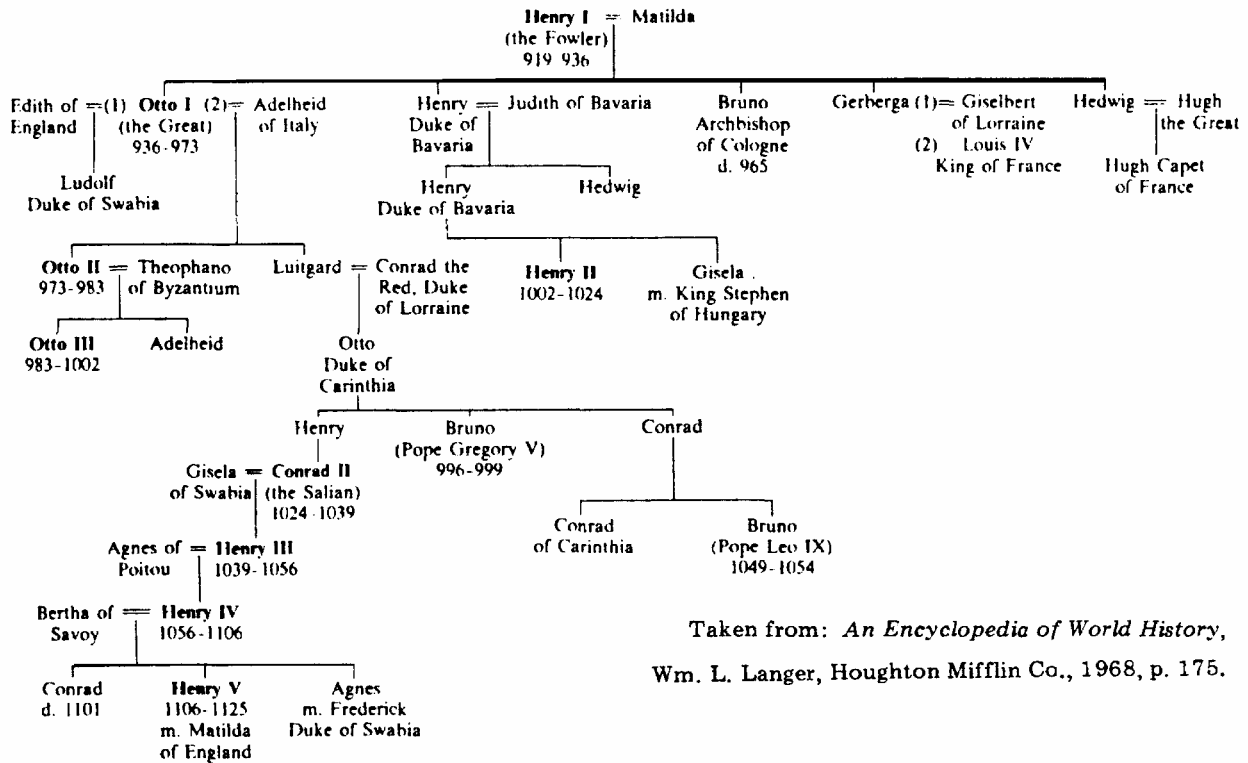 Henry I = Matilda
(the Fowler)
919-936
Edith of =(1) Otto I (2)= Adelheid
England (the Great) of Italy
936-973
Ludolf
Duke of Swabia
Henry = Judith of Bavaria
Duke of
Bavaria
Henry
Duke of Bavaria
Hedwig
Bruno
Archbishop
of Cologne
d. 965
Gerberga (1)= Giselbert
of Lorraine
(2) Louis IV
King of France
Hedwig = Hugh
the Great
Hugh Capet
of France
Otto II = Theophano
973-983 of Byzantium
Luitgard = Conrad the
Red, Duke
of Lorraine
Henry II
1002-1024
Gisela
m. King Stephen
of Hungary
Otto III
983-1002
Adelheid
Otto
Duke of
Carinthia
Henry
Bruno
(Pope Gregory V)
996-999
Conrad
Gisela = Conrad II
of Swabia (the Salian)
1024-1039
Conrad
of Carinthia
Bruno
(Pope Leo IX)
1049-1054
Agnes of = Henry III
Poitou 1039-1056
Bertha of = Henry IV
Savoy 1056-1106
Conrad
d. 1101
Henry V
1106-1125
m. Matilda
of England
Agnes
m. Frederick
Duke of Swabia
Taken from: An Encyclopedia of World History,
Wm. L. Langer, Houghton Mifflin Co., 1968, p. 175.